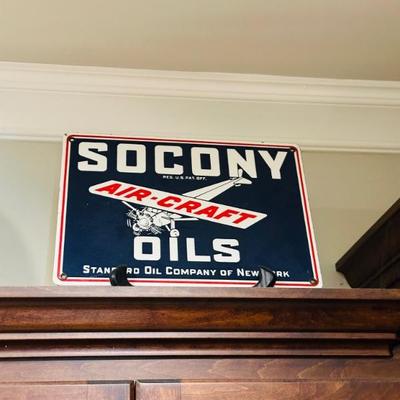 SOCONY
REG. U.S. PAT. OFF.
AIR-CRAFT
OILS
STANDARD OIL COMPANY OF NEW YORK